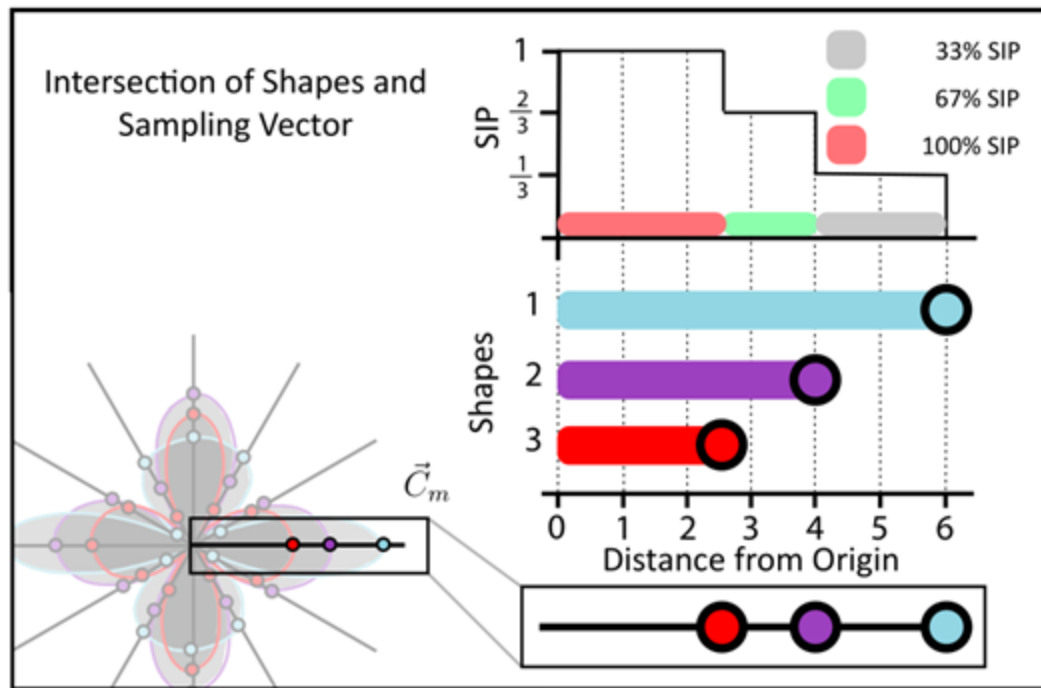 Intersection of Shapes and
Sampling Vector
SIP
1
2/3
1/3
33% SIP
67% SIP
100% SIP
Shapes
1
2
3
0 1 2 3 4 5 6
Distance from Origin
C⃗m